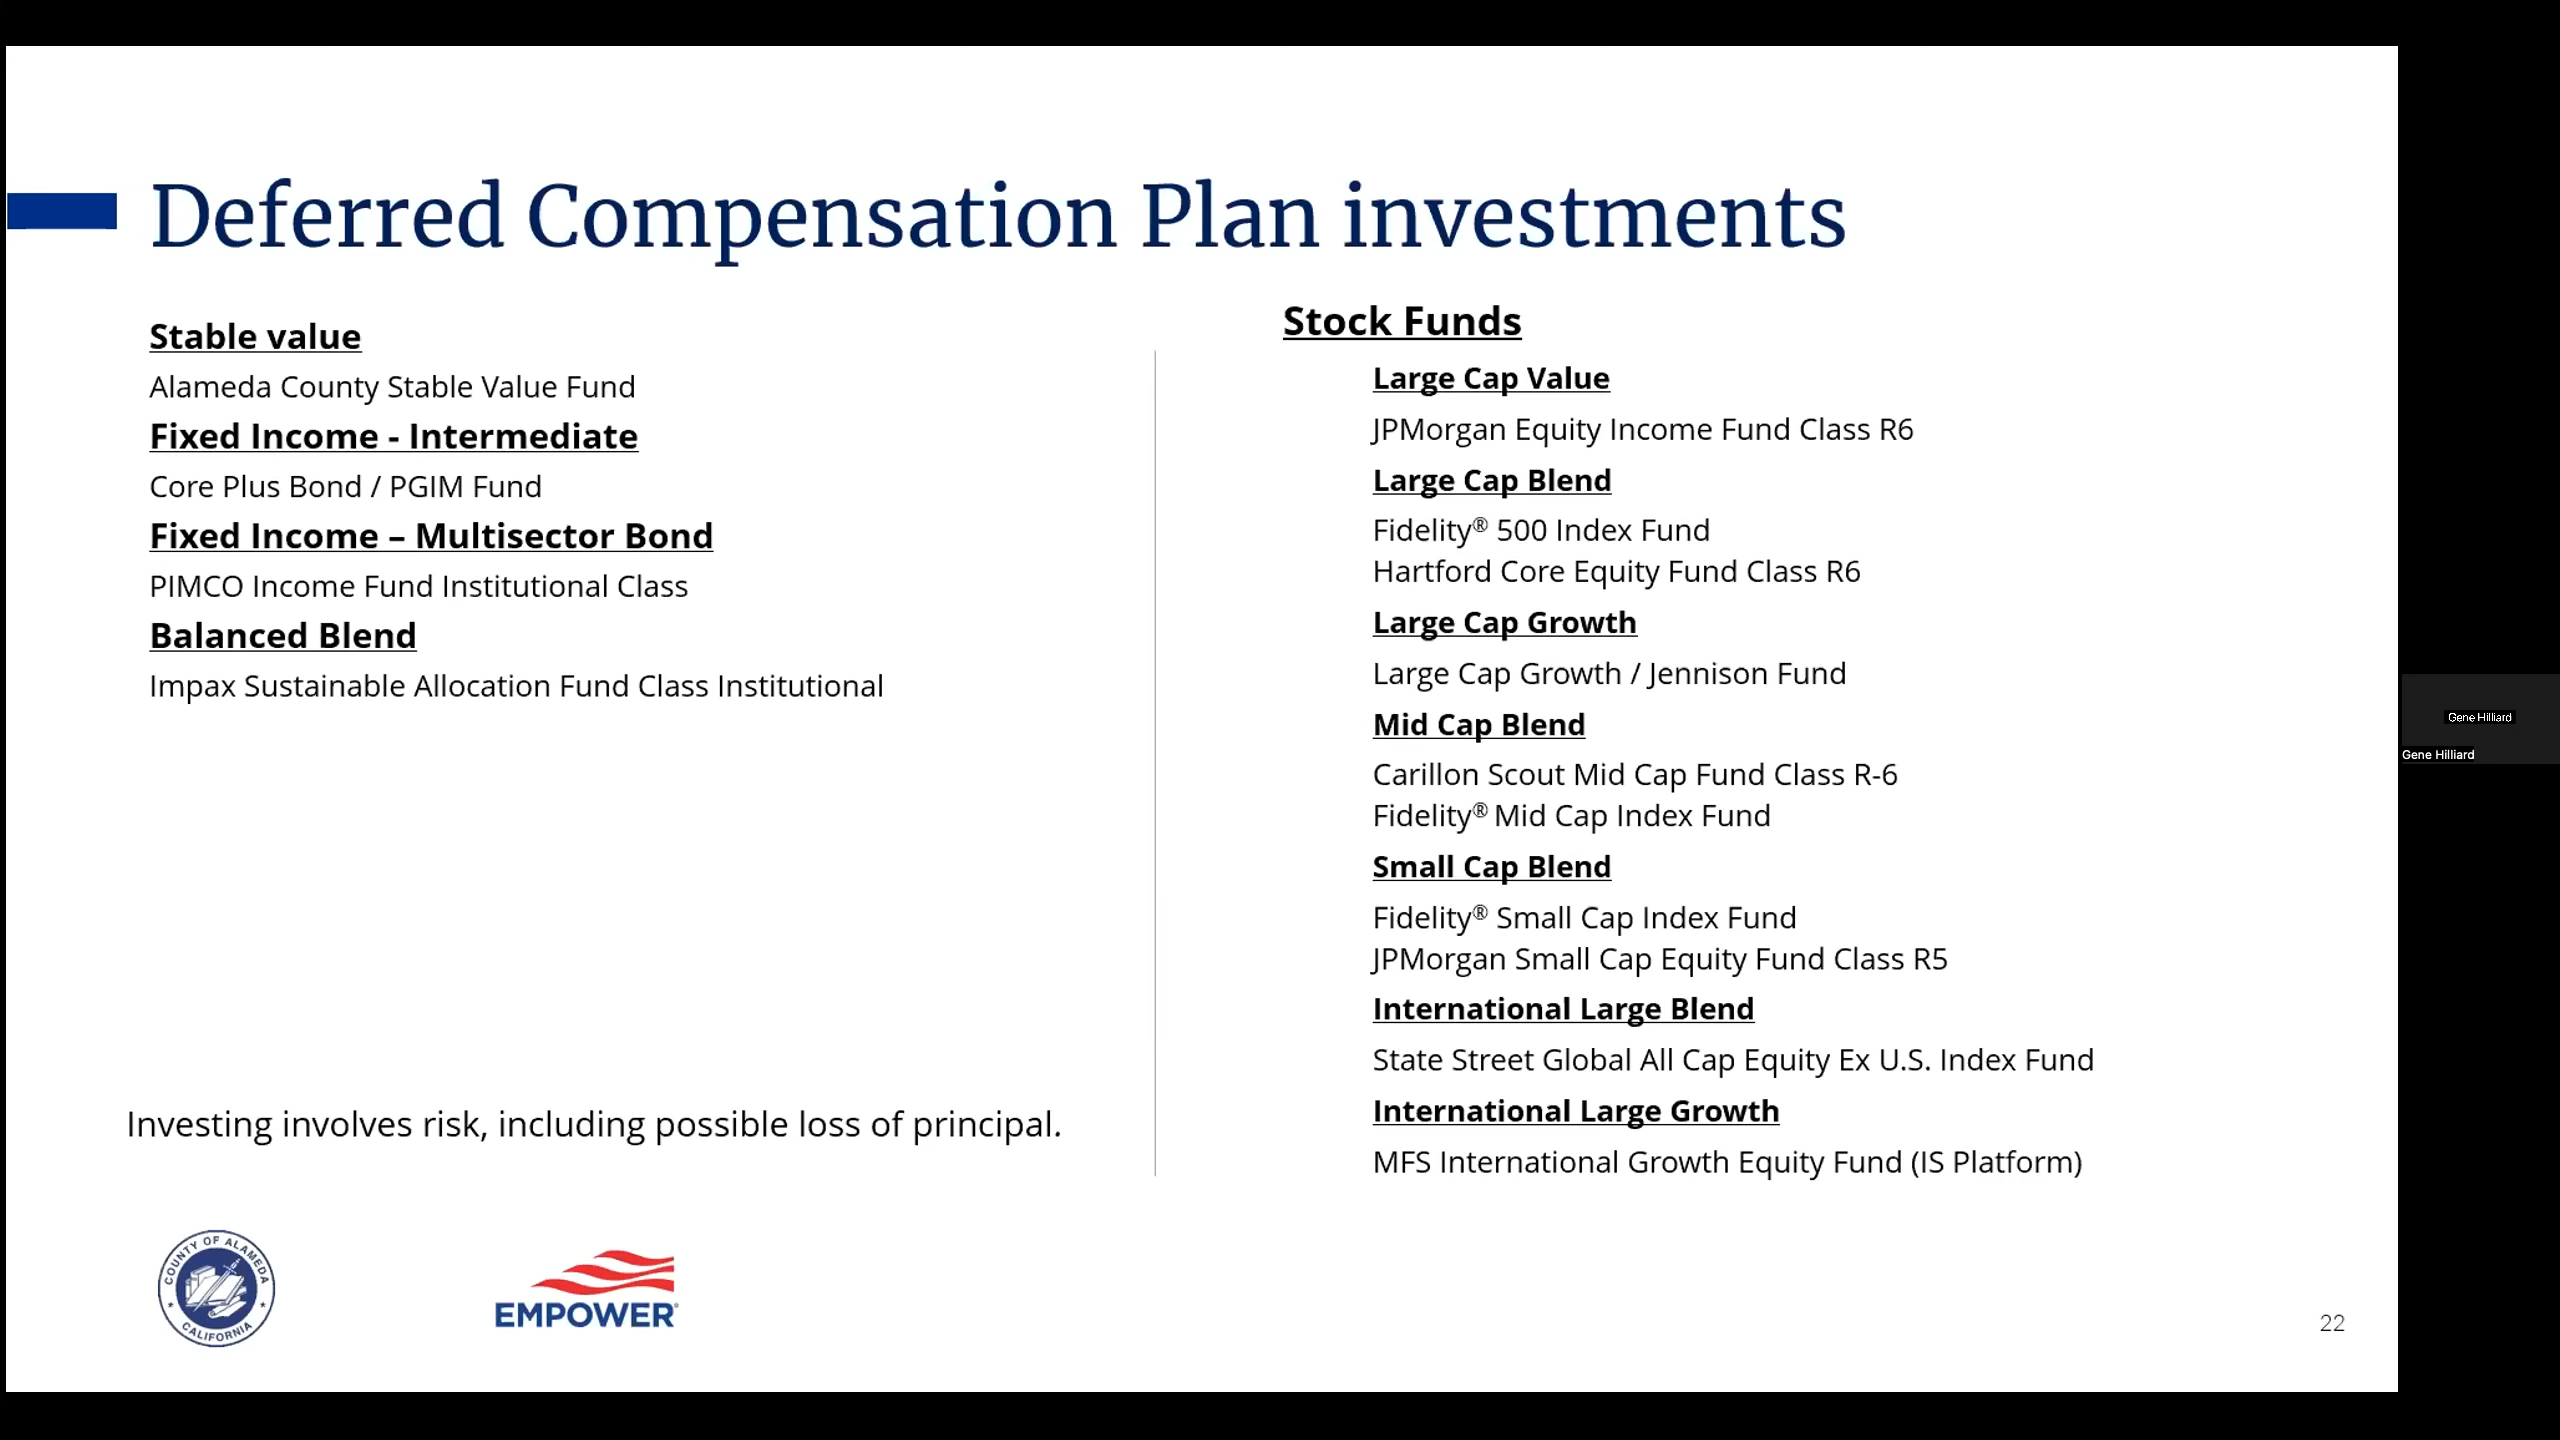 Deferred Compensation Plan investments
Stable value
Alameda County Stable Value Fund
Fixed Income - Intermediate
Core Plus Bond / PGIM Fund
Fixed Income – Multisector Bond
PIMCO Income Fund Institutional Class
Balanced Blend
Impax Sustainable Allocation Fund Class Institutional
Investing involves risk, including possible loss of principal.
Stock Funds
Large Cap Value
JPMorgan Equity Income Fund Class R6
Large Cap Blend
Fidelity® 500 Index Fund
Hartford Core Equity Fund Class R6
Large Cap Growth
Large Cap Growth / Jennison Fund
Mid Cap Blend
Carillon Scout Mid Cap Fund Class R-6
Fidelity® Mid Cap Index Fund
Small Cap Blend
Fidelity® Small Cap Index Fund
JPMorgan Small Cap Equity Fund Class R5
International Large Blend
State Street Global All Cap Equity Ex U.S. Index Fund
International Large Growth
MFS International Growth Equity Fund (IS Platform)
COUNTY OF ALAMEDA
CALIFORNIA
EMPOWER
22
Gene Hilliard
Gene Hilliard